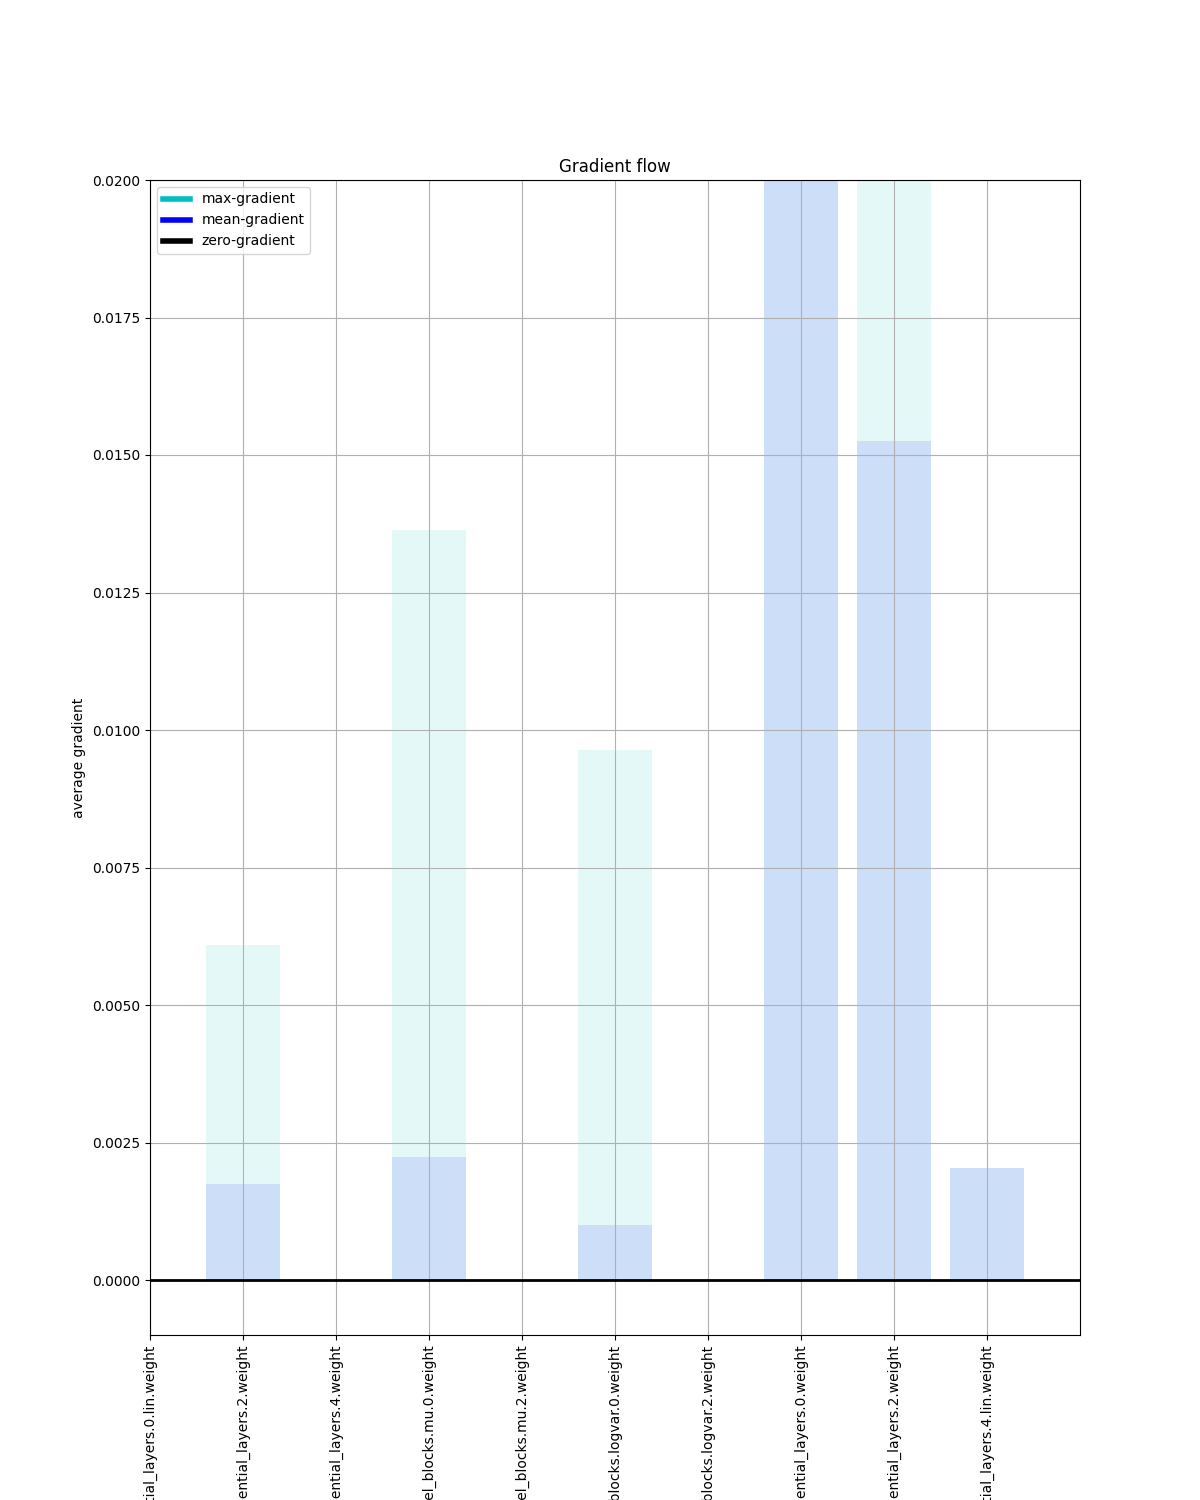 Gradient flow
max-gradient
mean-gradient
zero-gradient
average gradient
0.0200
0.0175
0.0150
0.0125
0.0100
0.0075
0.0050
0.0025
0.0000
tial_layers.0.lin.weight
ential_layers.2.weight
ential_layers.4.weight
el_blocks.mu.0.weight
el_blocks.mu.2.weight
blocks.logvar.0.weight
blocks.logvar.2.weight
ential_layers.0.weight
ential_layers.2.weight
tial_layers.4.lin.weight